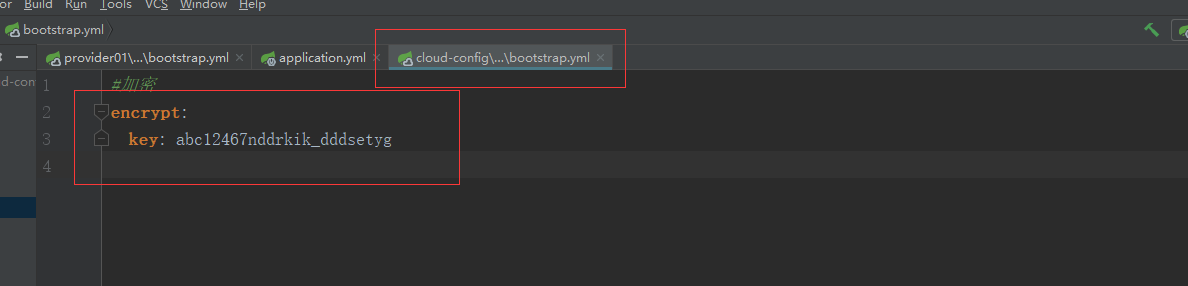 or Build Run Tools VCS Window Help
bootstrap.yml
provider01\...\bootstrap.yml application.yml cloud-config\...\bootstrap.yml
d-conf
1 #加密
2 encrypt:
3 key: abc12467nddrkik_dddsetyg
4